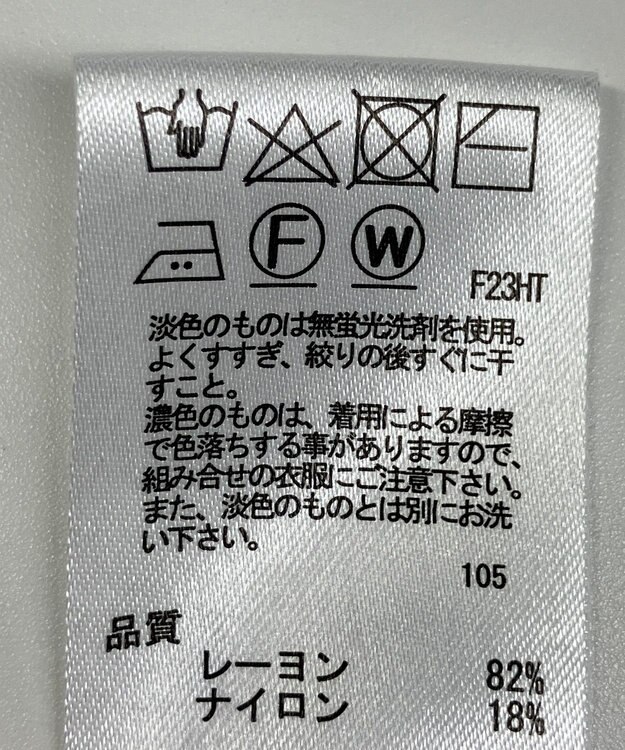 F W F23HT
淡色のものは無蛍光洗剤を使用。
よくすすぎ、絞りの後すぐに干
すこと。
濃色のものは、着用による摩擦
で色落ちする事がありますので、
組み合せの衣服にご注意下さい。
また、淡色のものとは別にお洗
い下さい。
105
品質
レーヨン 82%
ナイロン 18%